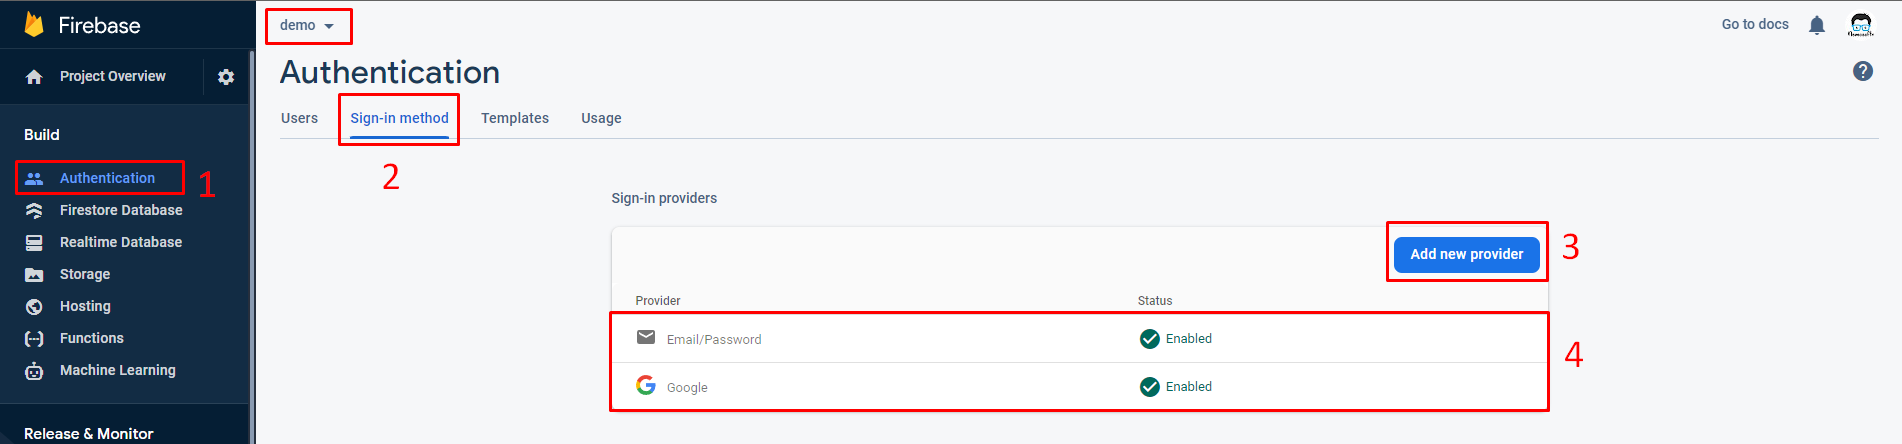 Firebase
Project Overview
Build
Authentication
1
Firestore Database
Realtime Database
Storage
Hosting
Functions
Machine Learning
Release & Monitor
demo
Go to docs
Authentication
Users Sign-in method Templates Usage
2
Sign-in providers
Add new provider
3
Provider Status
Email/Password Enabled
Google Enabled
4